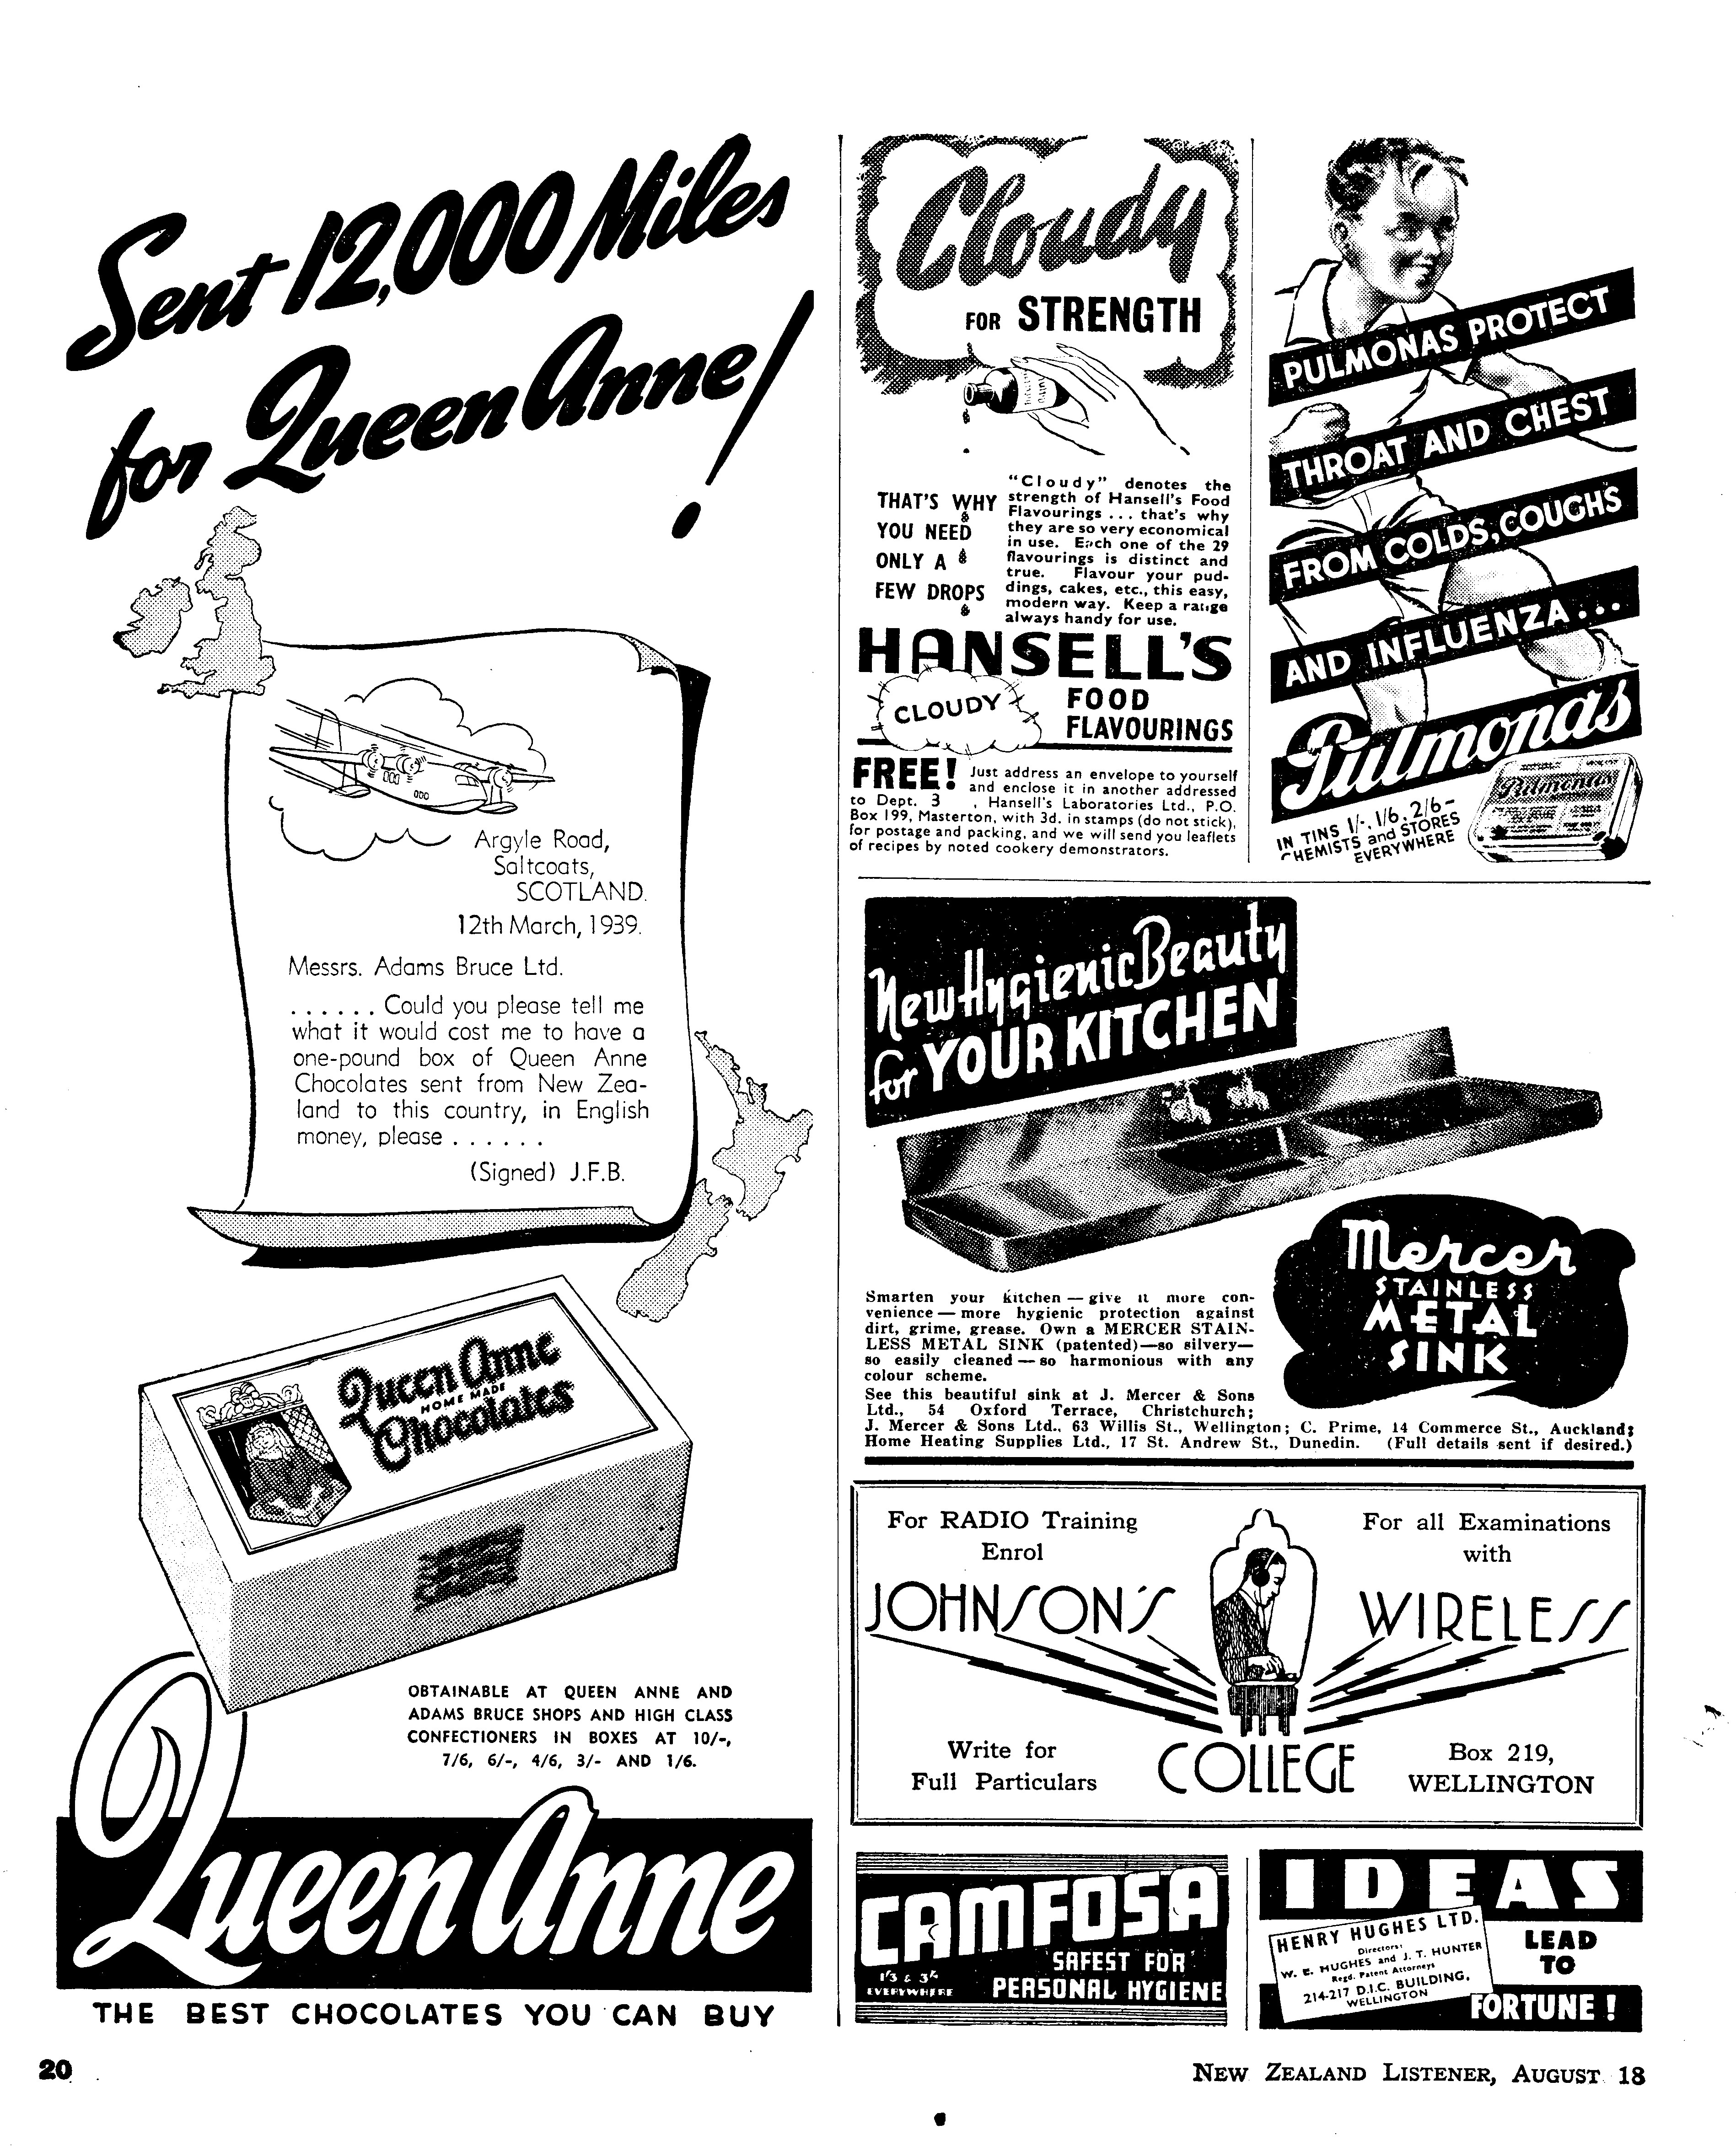 Sent 12,000 Miles
for Queen Anne!
Argyle Road,
Saltcoats,
SCOTLAND.
12th March, 1939.
Messrs. Adams Bruce Ltd.
. . . . . . Could you please tell me
what it would cost me to have a
one-pound box of Queen Anne
Chocolates sent from New Zea-
land to this country, in English
money, please . . . . . .
(Signed) J.F.B.
Queen Anne
HOME MADE
Chocolates
OBTAINABLE AT QUEEN ANNE AND
ADAMS BRUCE SHOPS AND HIGH CLASS
CONFECTIONERS IN BOXES AT 10/-,
7/6, 6/-, 4/6, 3/- AND 1/6.
Queen Anne
THE BEST CHOCOLATES YOU CAN BUY
Cloudy
FOR STRENGTH
THAT'S WHY
YOU NEED
ONLY A
FEW DROPS
"Cloudy" denotes the
strength of Hansell's Food
Flavourings . . . that's why
they are so very economical
in use. Each one of the 29
flavourings is distinct and
true. Flavour your pud-
dings, cakes, etc., this easy,
modern way. Keep a range
always handy for use.
HANSELL'S
CLOUDY
FOOD
FLAVOURINGS
FREE! Just address an envelope to yourself
and enclose it in another addressed
to Dept. 3 , Hansell's Laboratories Ltd., P.O.
Box 199, Masterton, with 3d. in stamps (do not stick),
for postage and packing, and we will send you leaflets
of recipes by noted cookery demonstrators.
PULMONAS PROTECT
THROAT AND CHEST
FROM COLDS, COUGHS
AND INFLUENZA...
Pulmonas
IN TINS 1/-, 1/6, 2/6-
CHEMISTS and STORES
EVERYWHERE
Pulmonas
New Hygienic Beauty
for YOUR KITCHEN
Mercer
STAINLESS
METAL
SINK
Smarten your kitchen — give it more con-
venience — more hygienic protection against
dirt, grime, grease. Own a MERCER STAIN-
LESS METAL SINK (patented)—so silvery—
so easily cleaned — so harmonious with any
colour scheme.
See this beautiful sink at J. Mercer & Sons
Ltd., 54 Oxford Terrace, Christchurch;
J. Mercer & Sons Ltd., 63 Willis St., Wellington; C. Prime, 14 Commerce St., Auckland;
Home Heating Supplies Ltd., 17 St. Andrew St., Dunedin. (Full details sent if desired.)
For RADIO Training
Enrol
For all Examinations
with
JOHNSON'S WIRELESS
COLLEGE
Write for
Full Particulars
Box 219,
WELLINGTON
CAMFOSA
SAFEST FOR
PERSONAL HYGIENE
1/3 & 3/-
EVERYWHERE
IDEAS
LEAD
TO
FORTUNE!
HENRY HUGHES LTD.
Directors:
W. E. HUGHES and J. T. HUNTER
Regd. Patent Attorneys
214-217 D.I.C. BUILDING,
WELLINGTON
20
NEW ZEALAND LISTENER, AUGUST 18